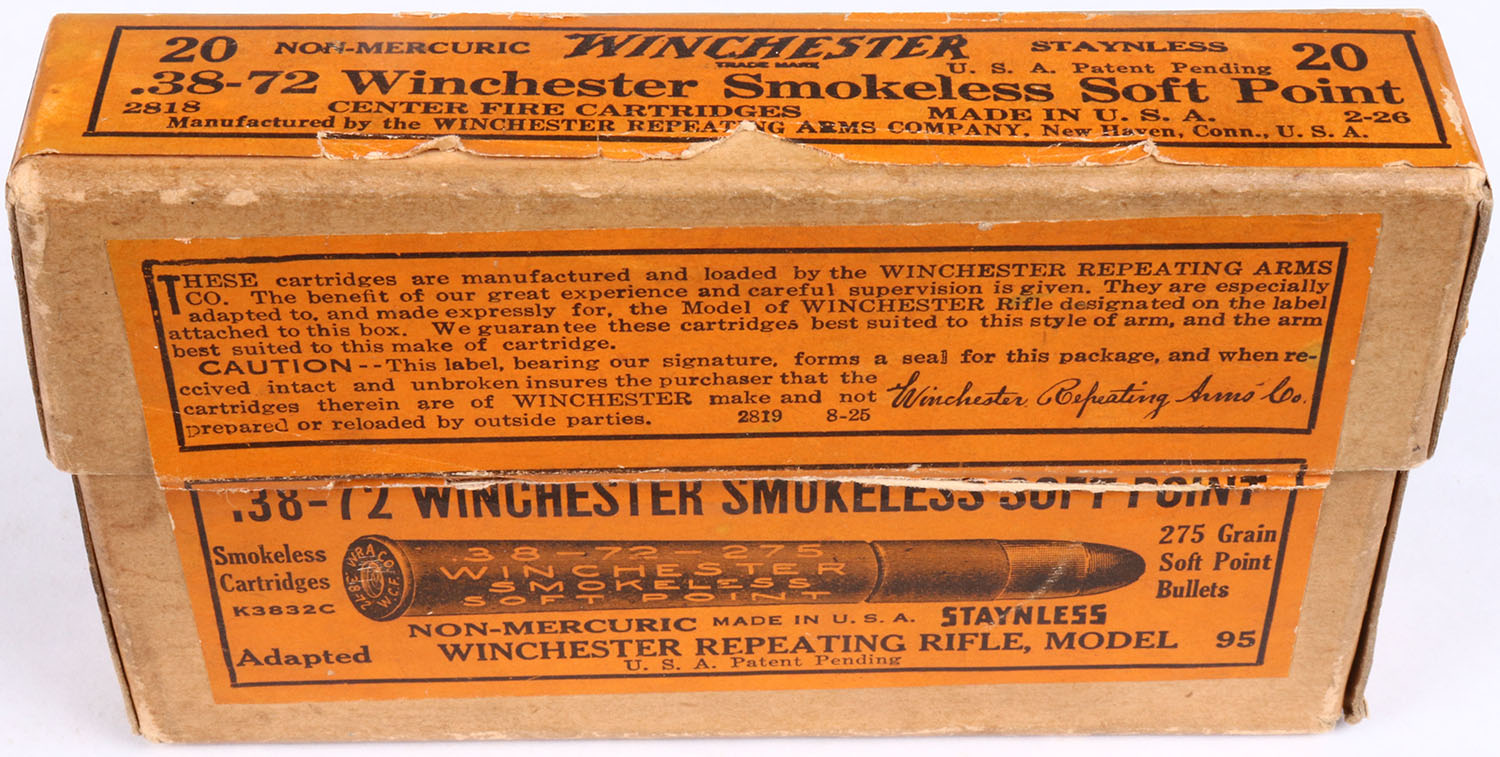 20 NON-MERCURIC WINCHESTER STAYNLESS 20
TRADE MARK U. S. A. Patent Pending
.38-72 Winchester Smokeless Soft Point
2818 CENTER FIRE CARTRIDGES MADE IN U. S. A. 2-26
Manufactured by the WINCHESTER REPEATING ARMS COMPANY, New Haven, Conn., U. S. A.
THESE cartridges are manufactured and loaded by the WINCHESTER REPEATING ARMS
CO. The benefit of our great experience and careful supervision is given. They are especially
adapted to, and made expressly for, the Model of WINCHESTER Rifle designated on the label
attached to this box. We guarantee these cartridges best suited to this style of arm, and the arm
best suited to this make of cartridge.
CAUTION--This label, bearing our signature, forms a seal for this package, and when re-
ceived intact and unbroken insures the purchaser that the
cartridges therein are of WINCHESTER make and not
prepared or reloaded by outside parties. 2819 8-25
Winchester Repeating Arms Co.
.38-72 WINCHESTER SMOKELESS SOFT POINT
Smokeless
Cartridges
K3832C
W.R.A.CO.
38-72
W.C.F.
.38-72-275
WINCHESTER
SMOKELESS
SOFT POINT
275 Grain
Soft Point
Bullets
NON-MERCURIC MADE IN U. S. A. STAYNLESS
Adapted WINCHESTER REPEATING RIFLE, MODEL 95
U. S. A. Patent Pending